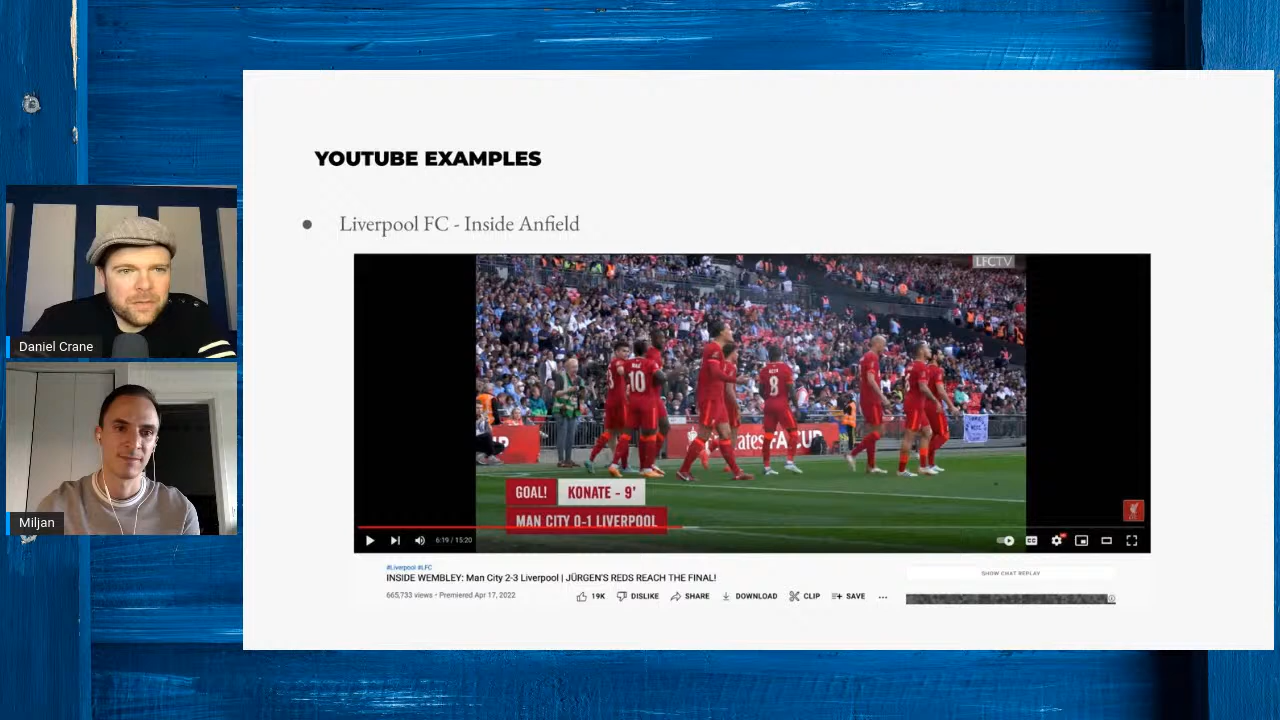 YOUTUBE EXAMPLES
● Liverpool FC - Inside Anfield
LFCTV
10
8
GOAL! KONATE - 9'
MAN CITY 0-1 LIVERPOOL
6:19 / 15:20
#Liverpool #LFC
INSIDE WEMBLEY: Man City 2-3 Liverpool | JÜRGEN'S REDS REACH THE FINAL!
665,733 views • Premiered Apr 17, 2022
19K DISLIKE SHARE DOWNLOAD CLIP SAVE ...
SHOW CHAT REPLAY
Daniel Crane
Miljan